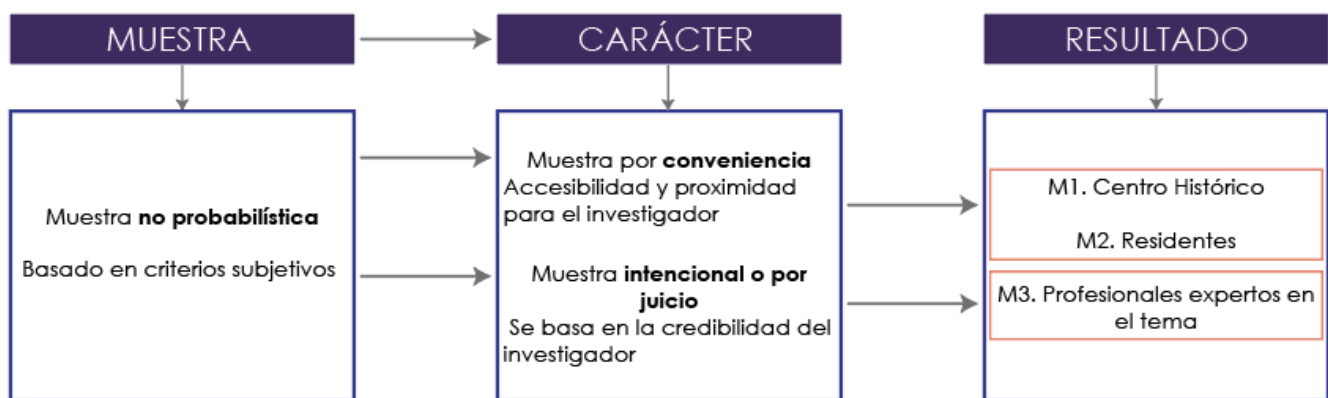 MUESTRA
CARÁCTER
RESULTADO
Muestra no probabilística
Basado en criterios subjetivos
Muestra por conveniencia
Accesibilidad y proximidad
para el investigador
Muestra intencional o por
juicio
Se basa en la credibilidad del
investigador
M1. Centro Histórico
M2. Residentes
M3. Profesionales expertos en
el tema